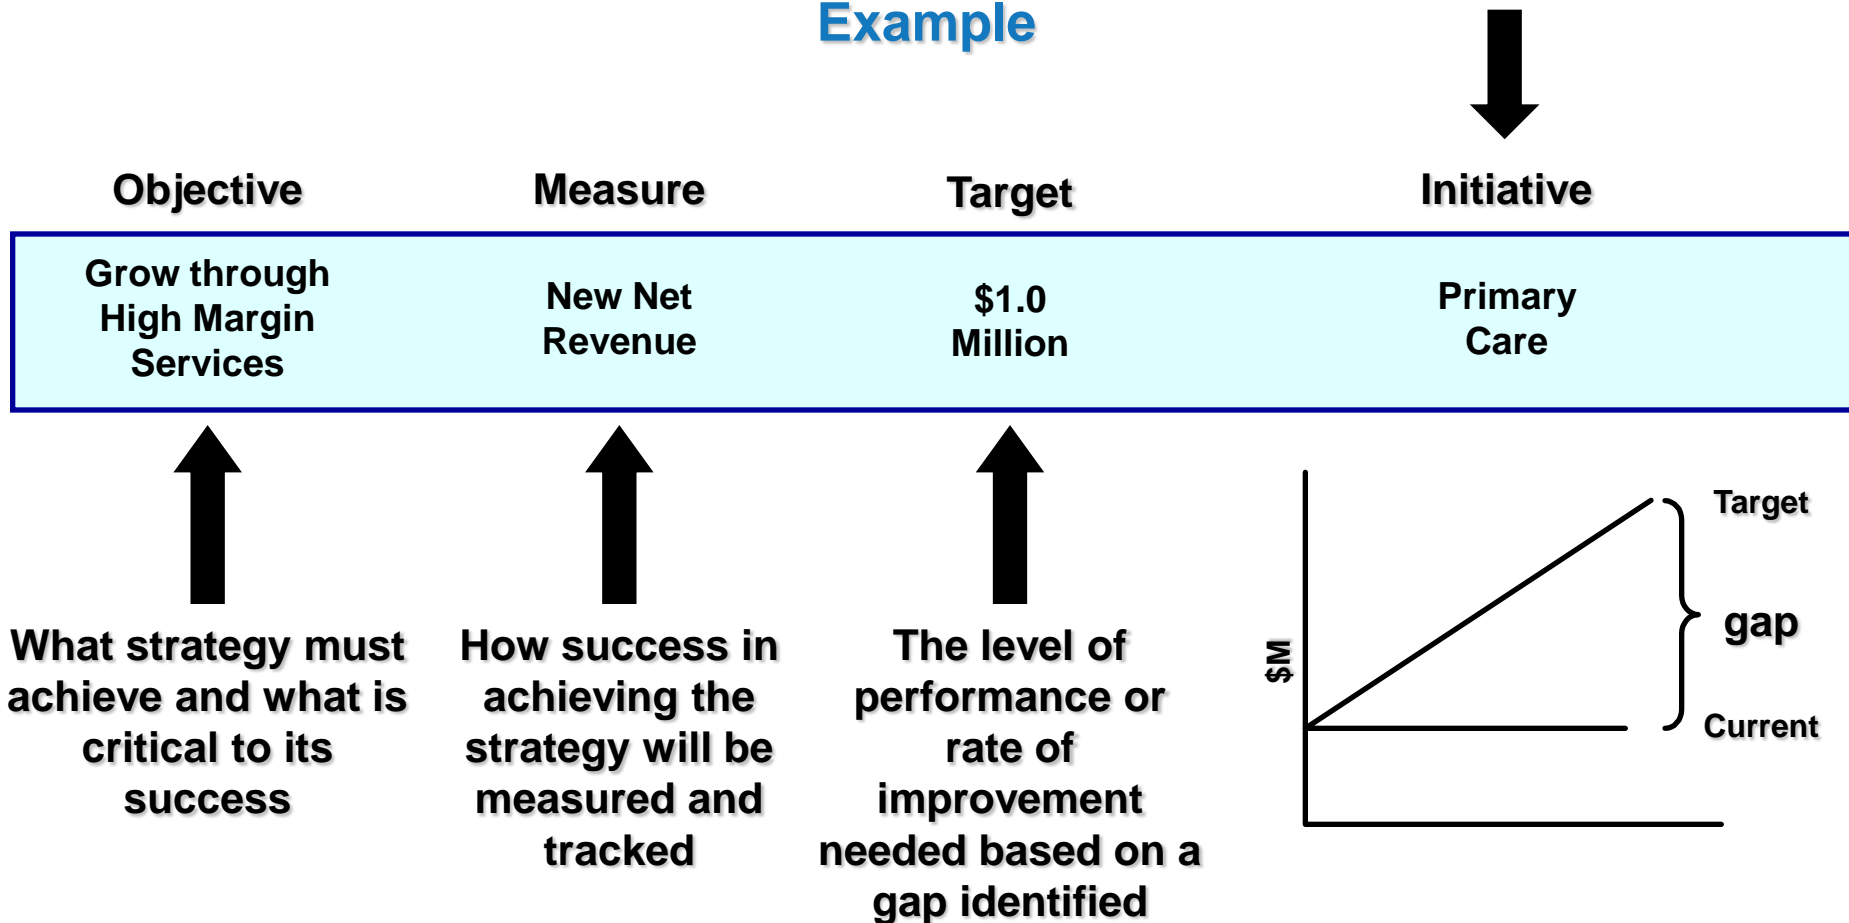 Example
Objective
Measure
Target
Initiative
Grow through
High Margin
Services
New Net
Revenue
$1.0
Million
Primary
Care
What strategy must
achieve and what is
critical to its
success
How success in
achieving the
strategy will be
measured and
tracked
The level of
performance or
rate of
improvement
needed based on a
gap identified
$M
Target
gap
Current